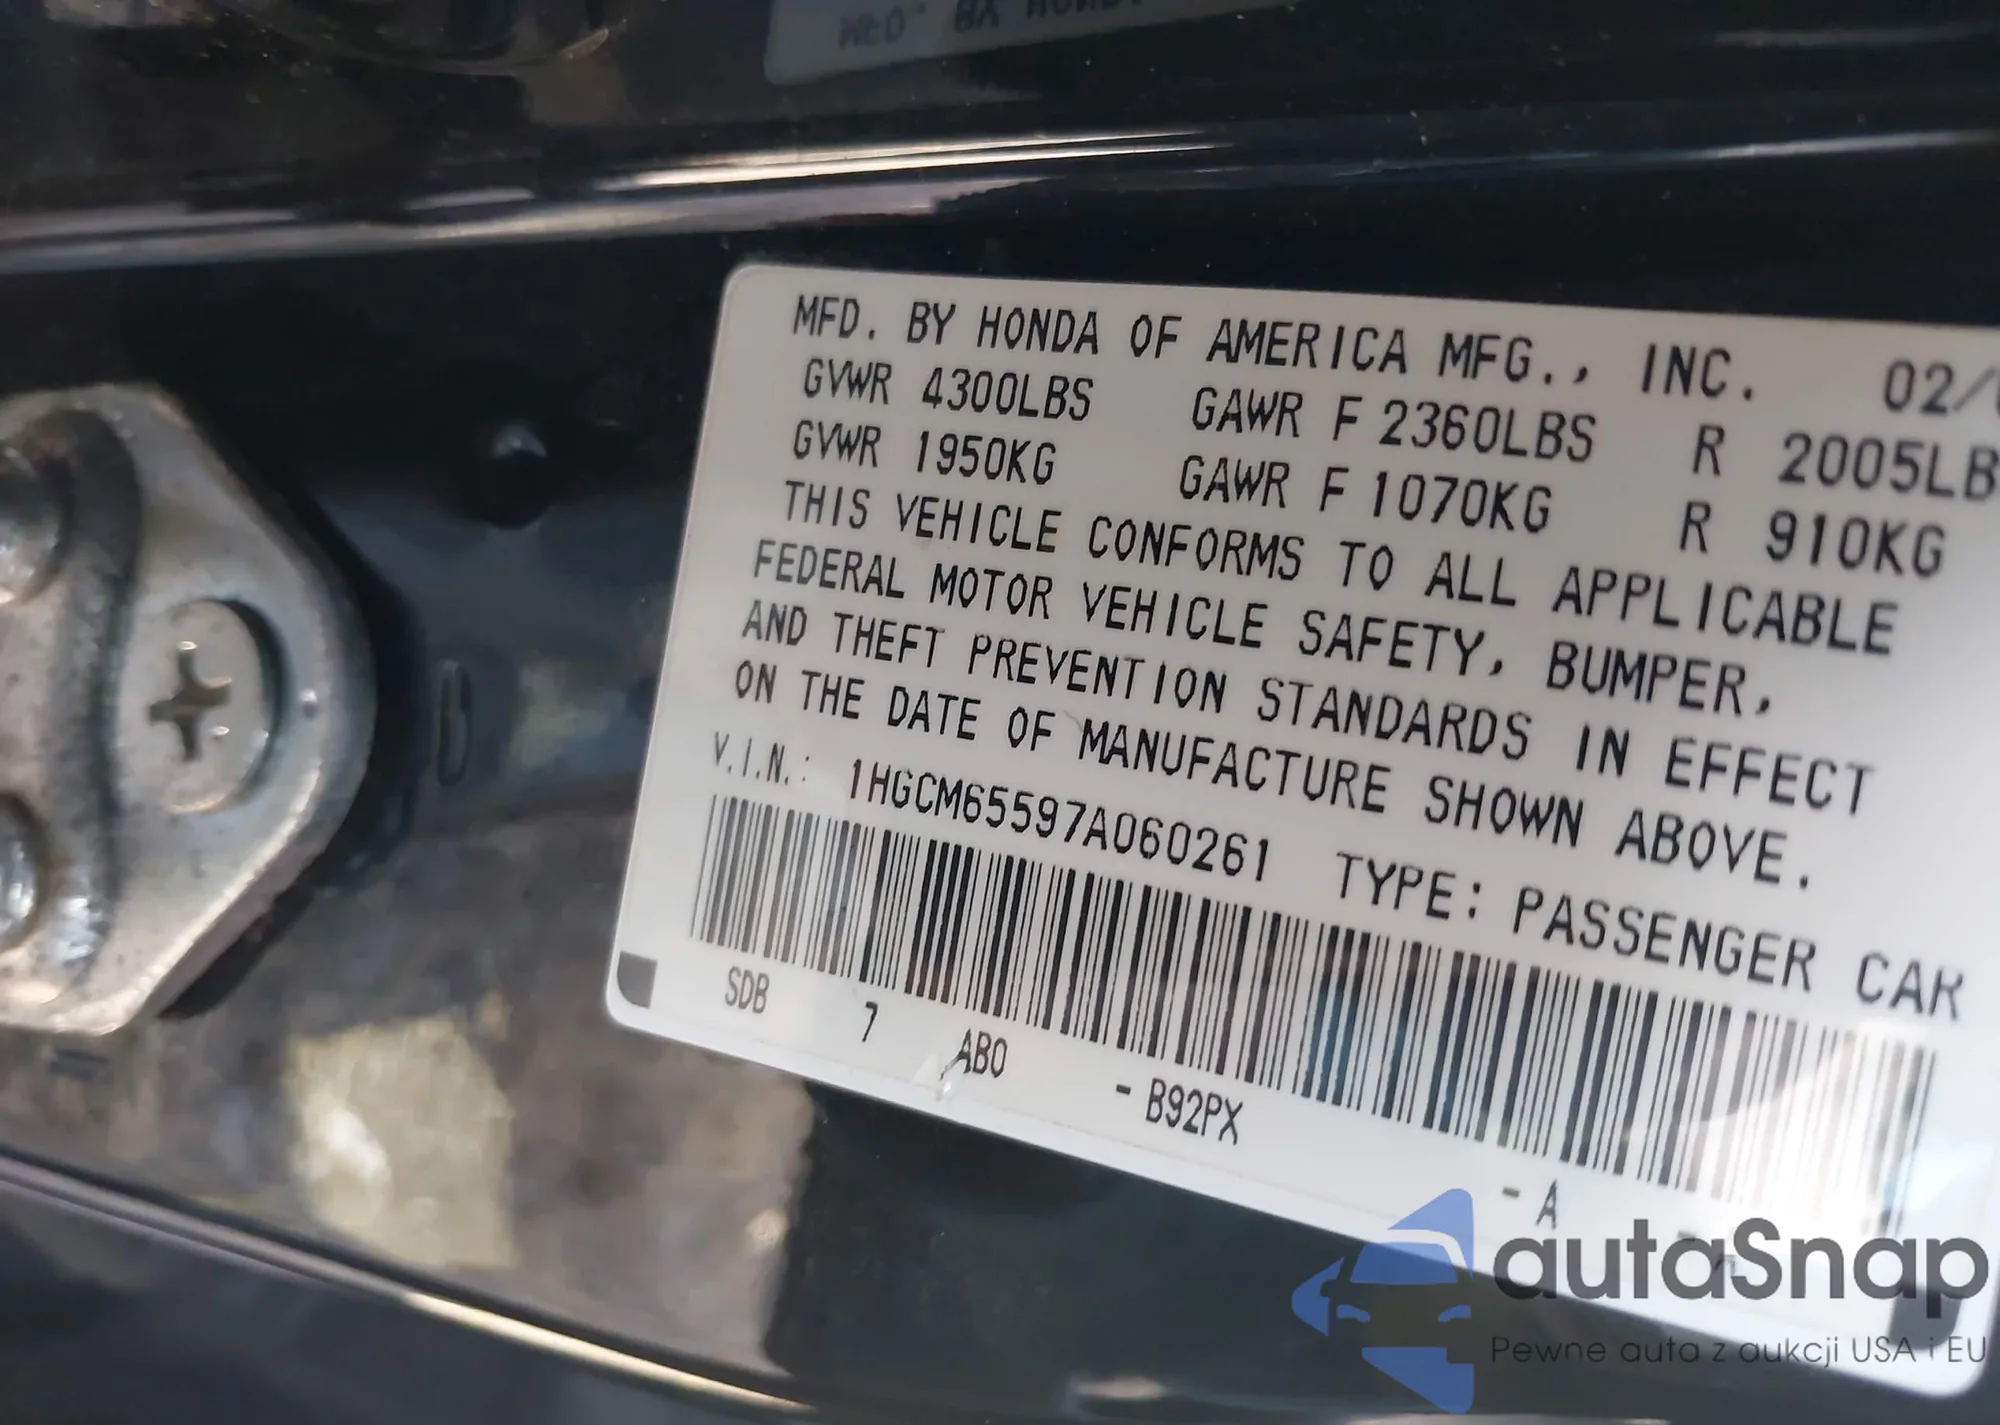 MFD. BY HONDA OF AMERICA MFG., INC. 02/
GVWR 4300LBS GAWR F 2360LBS R 2005LB
GVWR 1950KG GAWR F 1070KG R 910KG
THIS VEHICLE CONFORMS TO ALL APPLICABLE
FEDERAL MOTOR VEHICLE SAFETY, BUMPER,
AND THEFT PREVENTION STANDARDS IN EFFECT
ON THE DATE OF MANUFACTURE SHOWN ABOVE.
V.I.N.: 1HGCM65597A060261 TYPE: PASSENGER CAR
SDB 7 ABO - B92PX - A
autaSnap
Pewne auta z aukcji USA i EU